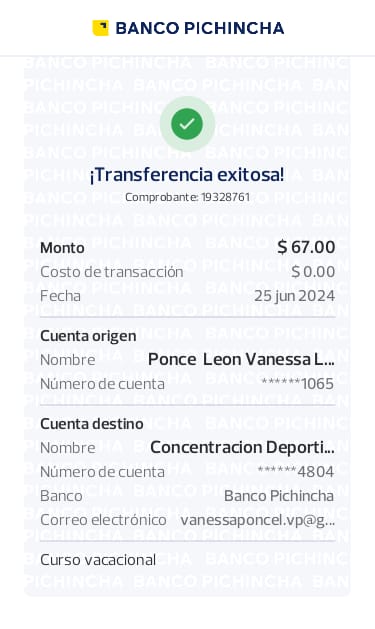 BANCO PICHINCHA
¡Transferencia exitosa!
Comprobante: 19328761
Monto $ 67.00
Costo de transacción $ 0.00
Fecha 25 jun 2024
Cuenta origen
Nombre Ponce Leon Vanessa L...
Número de cuenta ******1065
Cuenta destino
Nombre Concentracion Deporti...
Número de cuenta ******4804
Banco Banco Pichincha
Correo electrónico vanessaponcel.vp@g...
Curso vacacional